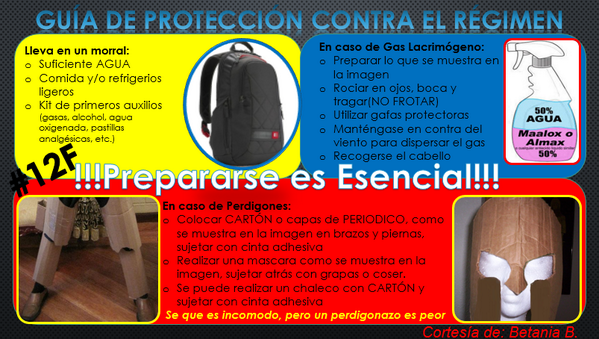 GUÍA DE PROTECCIÓN CONTRA EL RÉGIMEN
Lleva en un morral:
o Suficiente AGUA
o Comida y/o refrigerios
ligeros
o Kit de primeros auxilios
(gasas, alcohol, agua
oxigenada, pastillas
analgésicas, etc.)
En caso de Gas Lacrimógeno:
o Preparar lo que se muestra en
la imagen
o Rociar en ojos, boca y
tragar(NO FROTAR)
o Utilizar gafas protectoras
o Manténgase en contra del
viento para dispersar el gas
o Recogerse el cabello
50%
AGUA
Maalox o
Almax
50%
#12F
!!!Prepararse es Esencial!!!
En caso de Perdigones:
o Colocar CARTÓN o capas de PERIODICO, como
se muestra en la imagen en brazos y piernas,
sujetar con cinta adhesiva
o Realizar una mascara como se muestra en la
imagen, sujetar atrás con grapas o coser.
o Se puede realizar un chaleco con CARTÓN y
sujetar con cinta adhesiva
Se que es incomodo, pero un perdigonazo es peor
Cortesía de: Betania B.